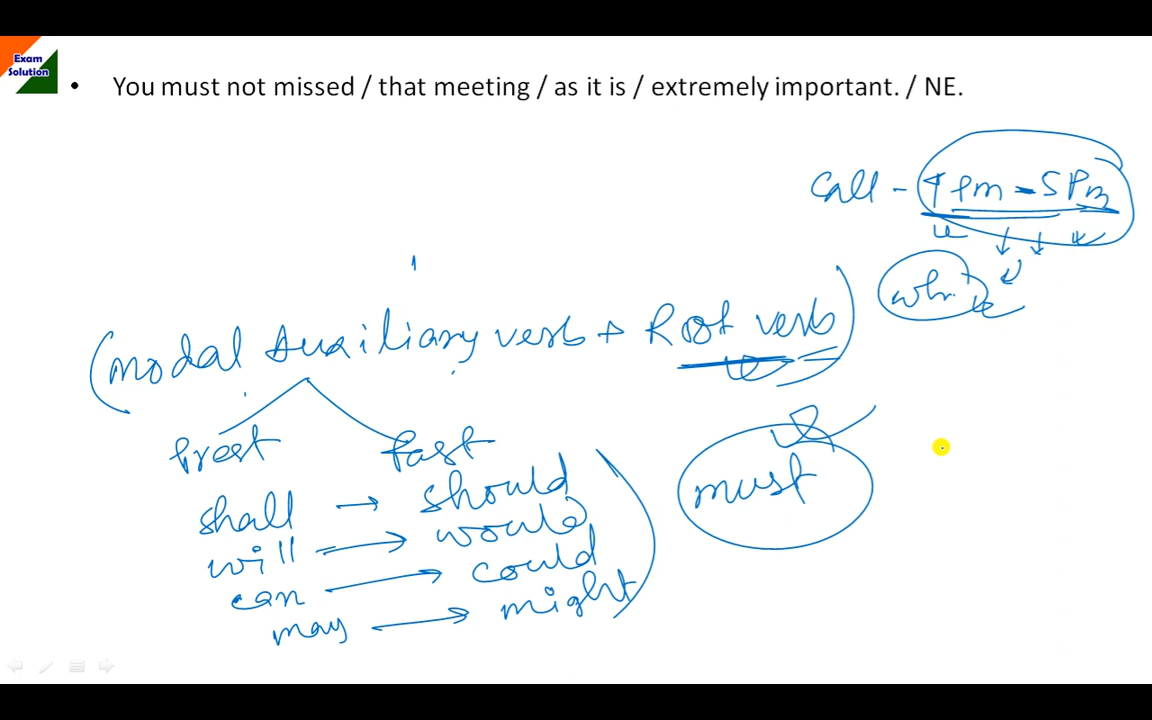 Exam
Solution
• You must not missed / that meeting / as it is / extremely important. / NE.
Call - 4 Pm - 5 Pm
(modal Auxiliary verb + Root verb)
Prest Past
shall → should
will → would
can → could
may → might
must